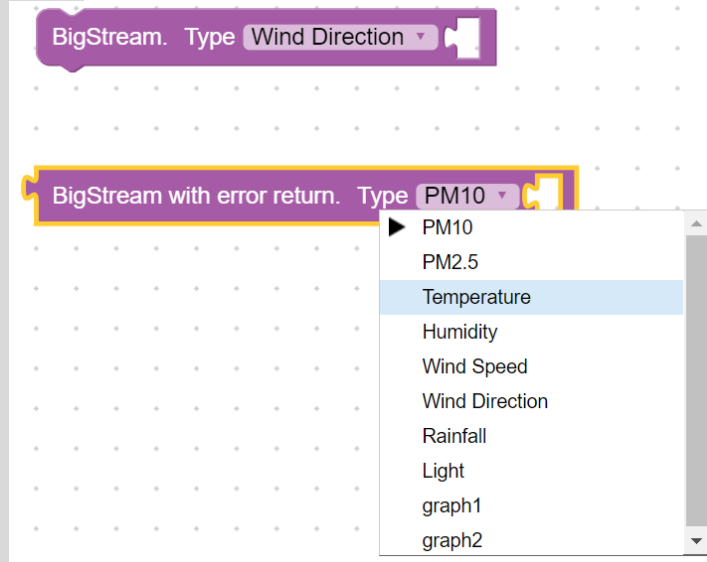 BigStream. Type Wind Direction
BigStream with error return. Type PM10
PM10
PM2.5
Temperature
Humidity
Wind Speed
Wind Direction
Rainfall
Light
graph1
graph2